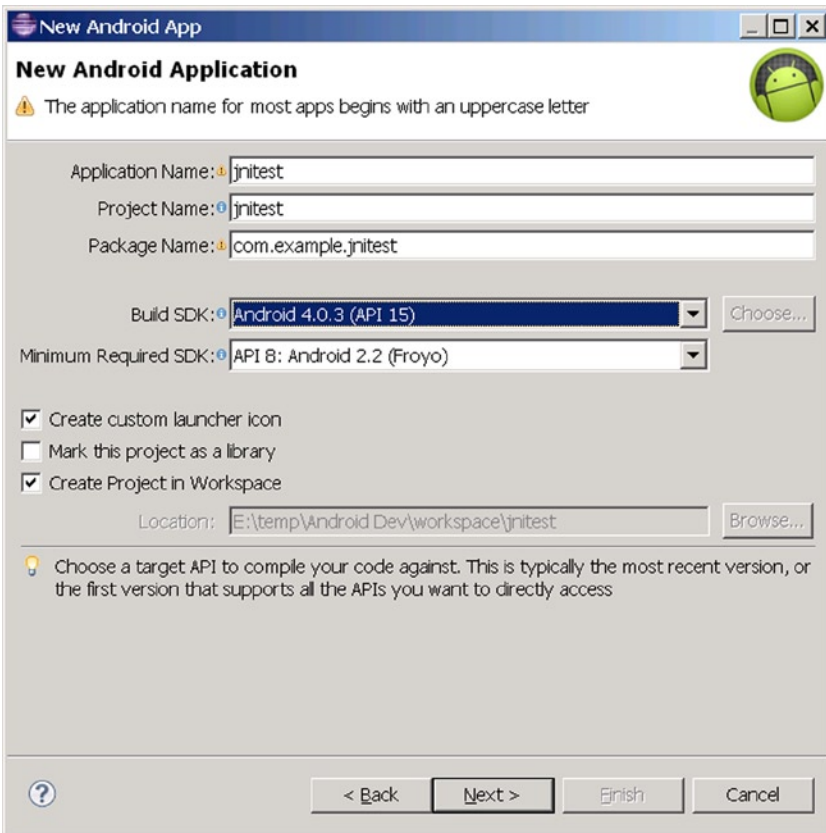 New Android App
New Android Application
The application name for most apps begins with an uppercase letter
Application Name: jnitest
Project Name: jnitest
Package Name: com.example.jnitest
Build SDK: Android 4.0.3 (API 15) Choose...
Minimum Required SDK: API 8: Android 2.2 (Froyo)
Create custom launcher icon
Mark this project as a library
Create Project in Workspace
Location: E:\temp\Android Dev\workspace\jnitest Browse...
Choose a target API to compile your code against. This is typically the most recent version, or
the first version that supports all the APIs you want to directly access
< Back Next > Finish Cancel